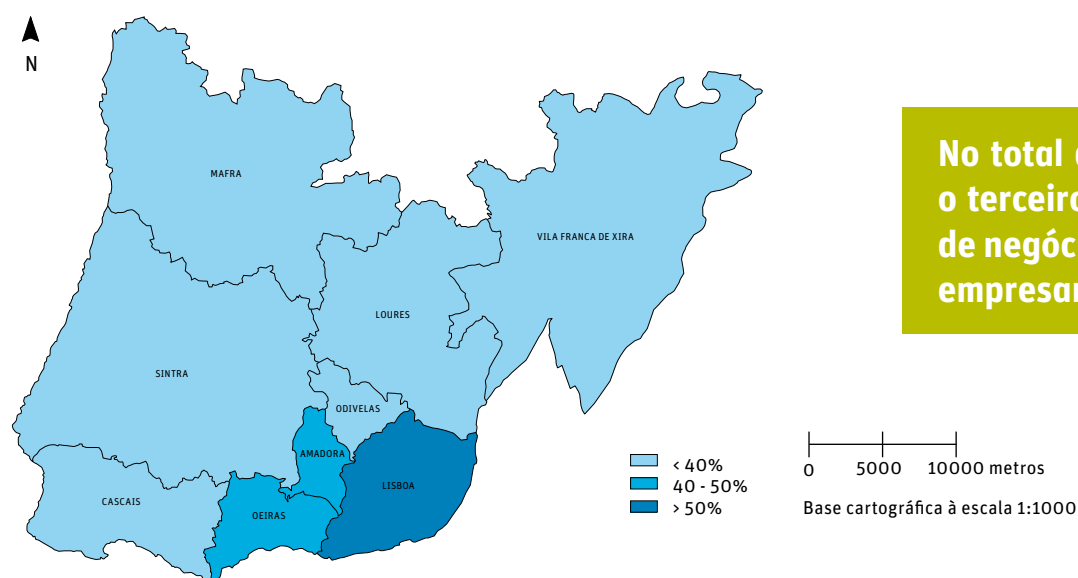 N
MAFRA
VILA FRANCA DE XIRA
LOURES
SINTRA
ODIVELAS
AMADORA
LISBOA
CASCAIS
OEIRAS
< 40%
40 - 50%
> 50%
0 5000 10000 metros
Base cartográfica à escala 1:1000
No total
o terceiro
de negóc
empresar